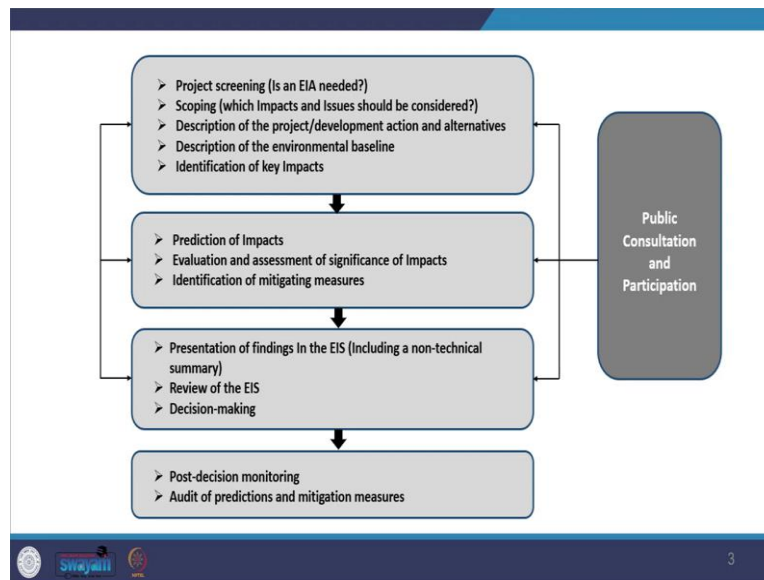 ➢ Project screening (Is an EIA needed?)
➢ Scoping (which Impacts and Issues should be considered?)
➢ Description of the project/development action and alternatives
➢ Description of the environmental baseline
➢ Identification of key Impacts
➢ Prediction of Impacts
➢ Evaluation and assessment of significance of Impacts
➢ Identification of mitigating measures
➢ Presentation of findings In the EIS (Including a non-technical
summary)
➢ Review of the EIS
➢ Decision-making
➢ Post-decision monitoring
➢ Audit of predictions and mitigation measures
Public
Consultation
and
Participation
swayam
3